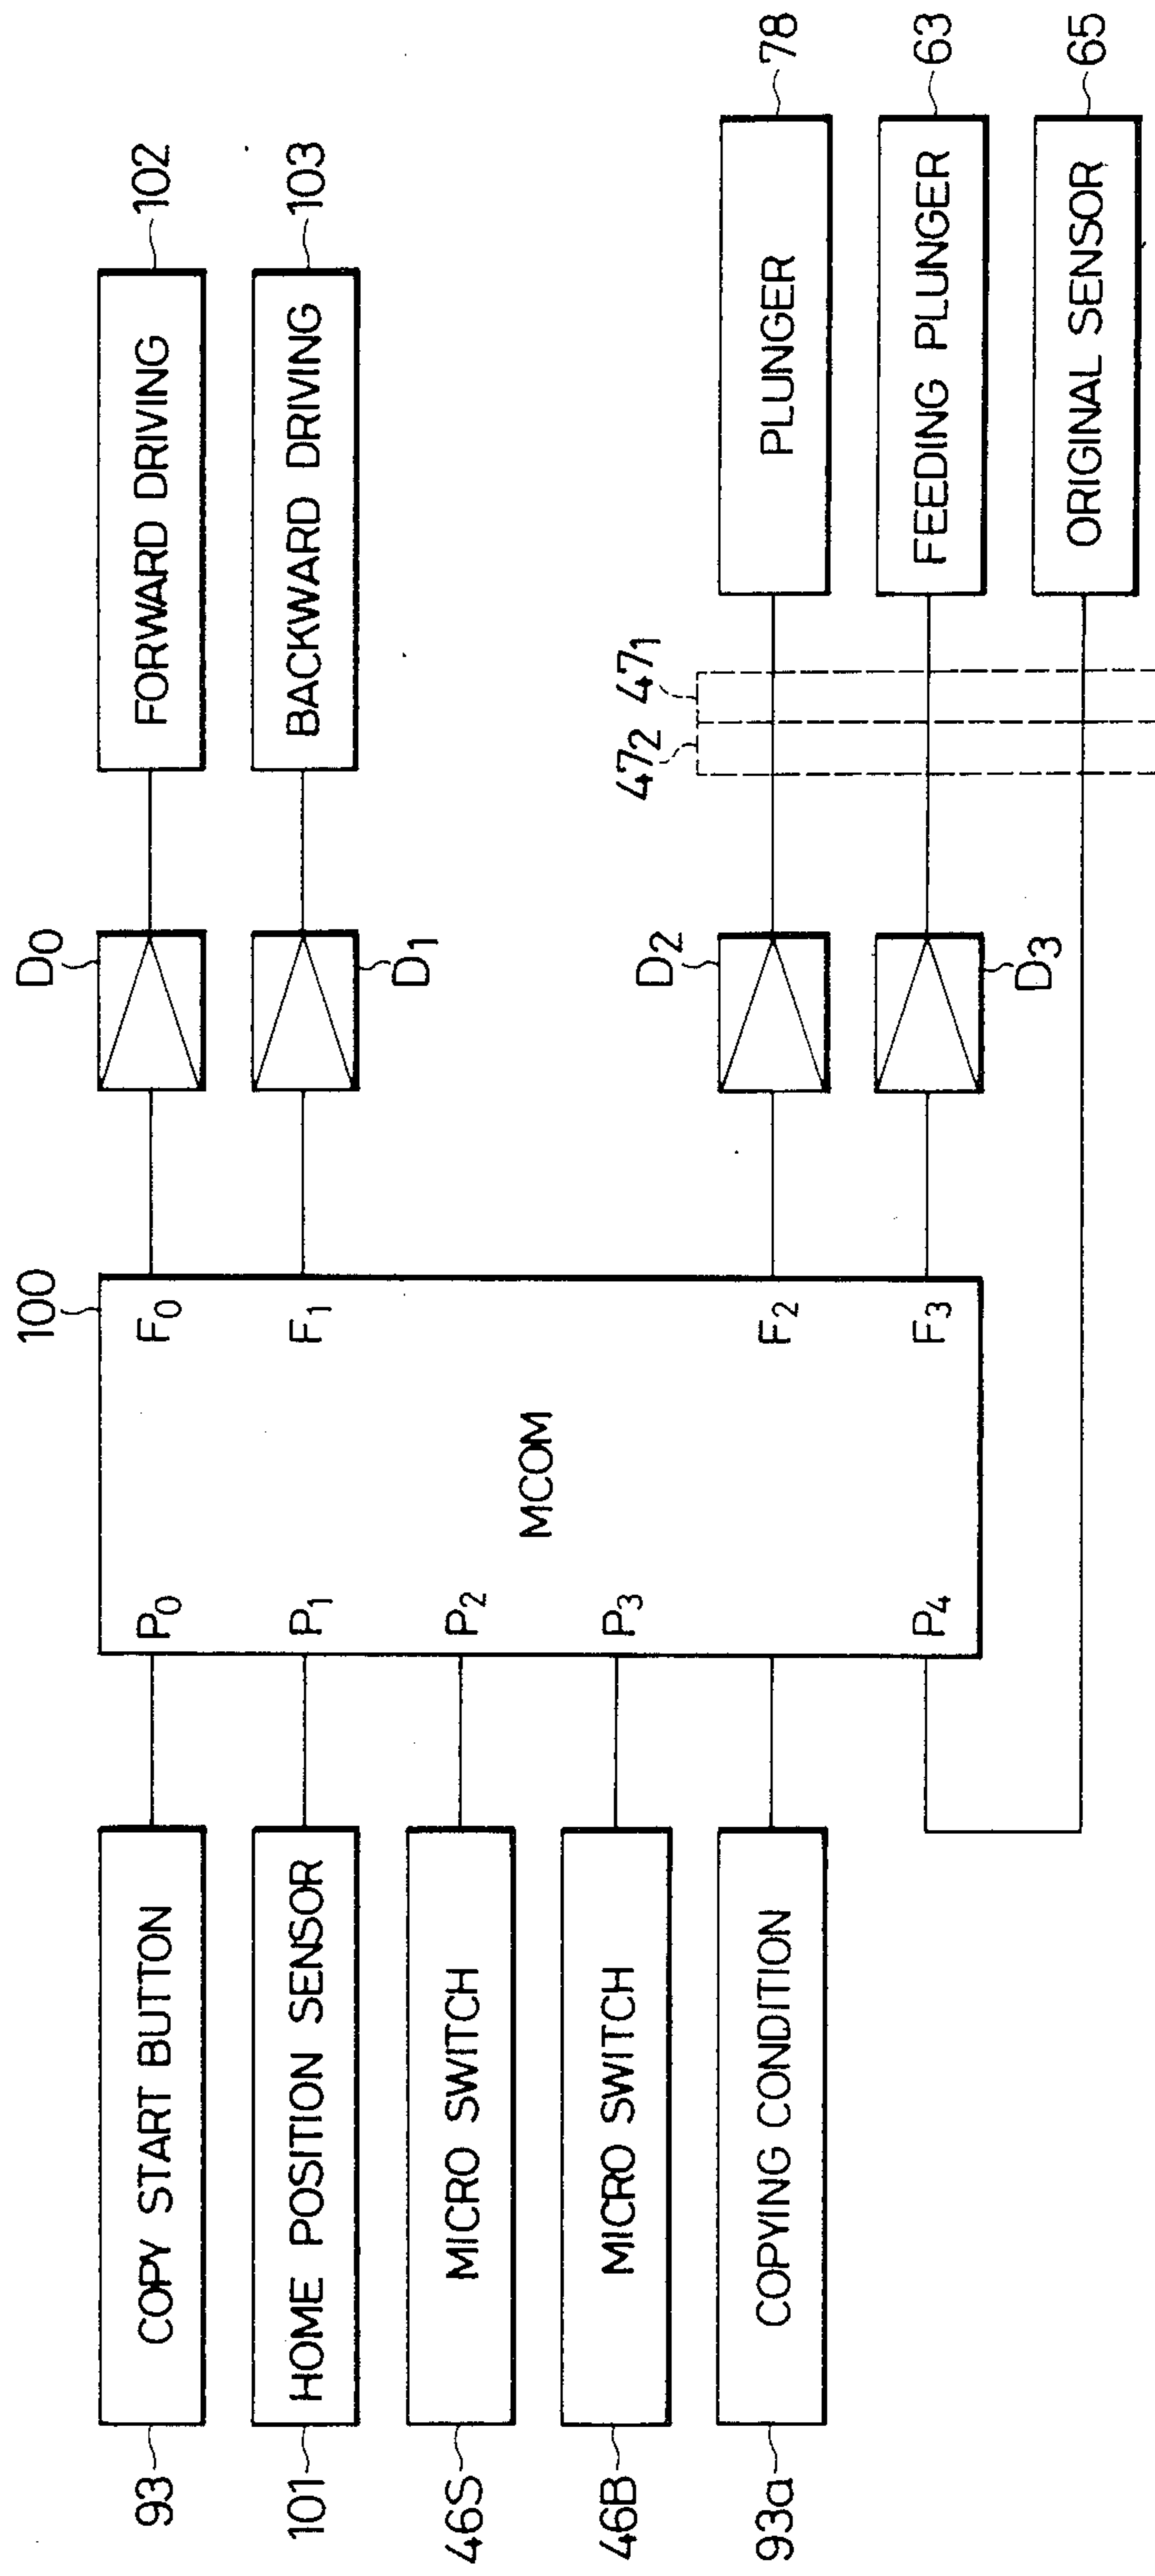 93 COPY START BUTTON
101 HOME POSITION SENSOR
46S MICRO SWITCH
46B MICRO SWITCH
93a COPYING CONDITION
100
MCOM
P0
P1
P2
P3
P4
F0
F1
F2
F3
D0
D1
D2
D3
FORWARD DRIVING 102
BACKWARD DRIVING 103
472 471
PLUNGER 78
FEEDING PLUNGER 63
ORIGINAL SENSOR 65